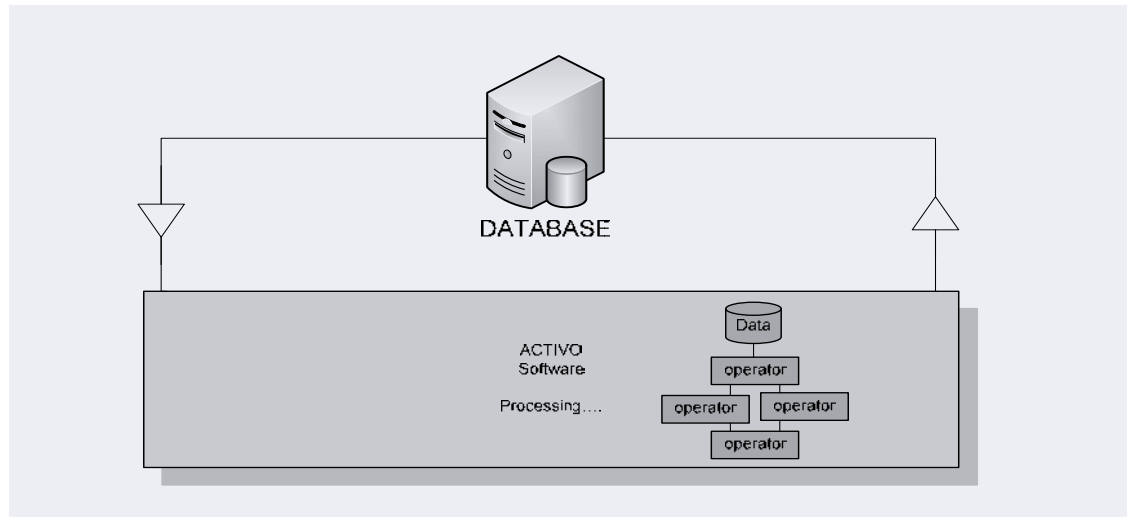 DATABASE
ACTIVO
Software
Processing....
Data
operator
operator
operator
operator